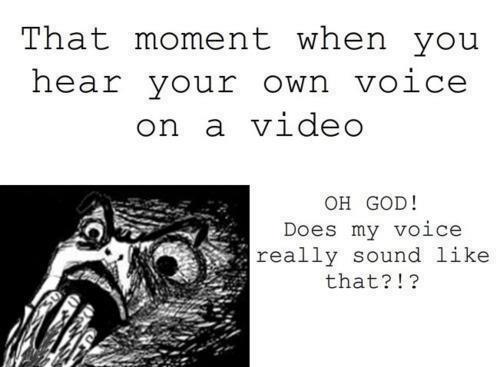 That moment when you
hear your own voice
on a video
OH GOD!
Does my voice
really sound like
that?!?